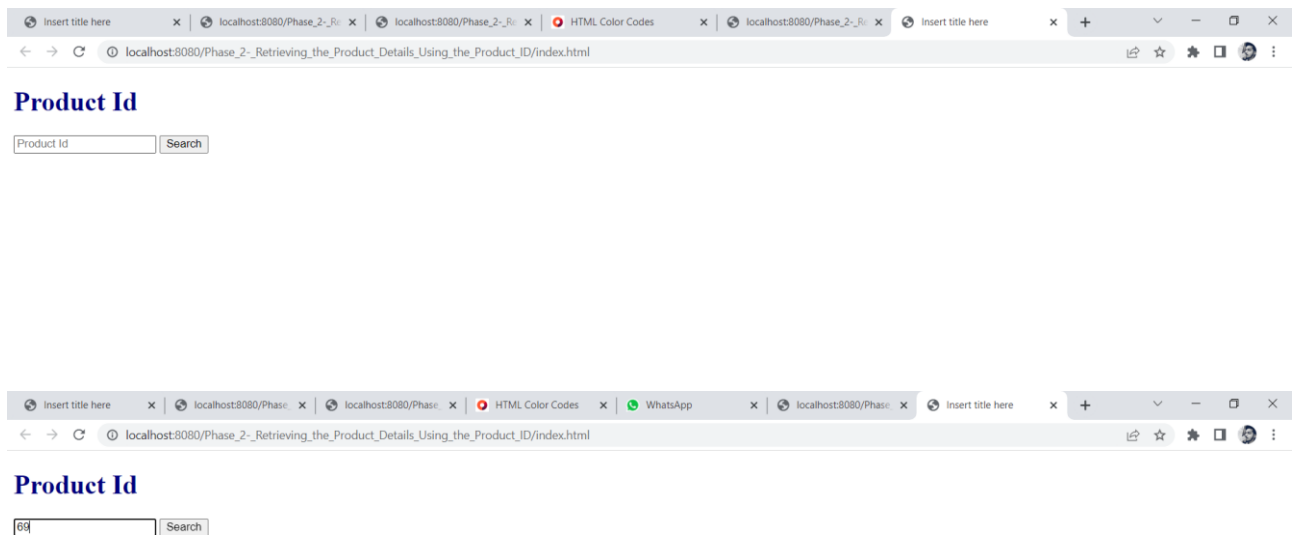 Insert title here localhost:8080/Phase_2-_Re localhost:8080/Phase_2-_Re HTML Color Codes localhost:8080/Phase_2-_Re Insert title here
localhost:8080/Phase_2-_Retrieving_the_Product_Details_Using_the_Product_ID/index.html
Product Id
Product Id Search
Insert title here localhost:8080/Phase_ localhost:8080/Phase_ HTML Color Codes WhatsApp localhost:8080/Phase Insert title here
localhost:8080/Phase_2-_Retrieving_the_Product_Details_Using_the_Product_ID/index.html
Product Id
69 Search